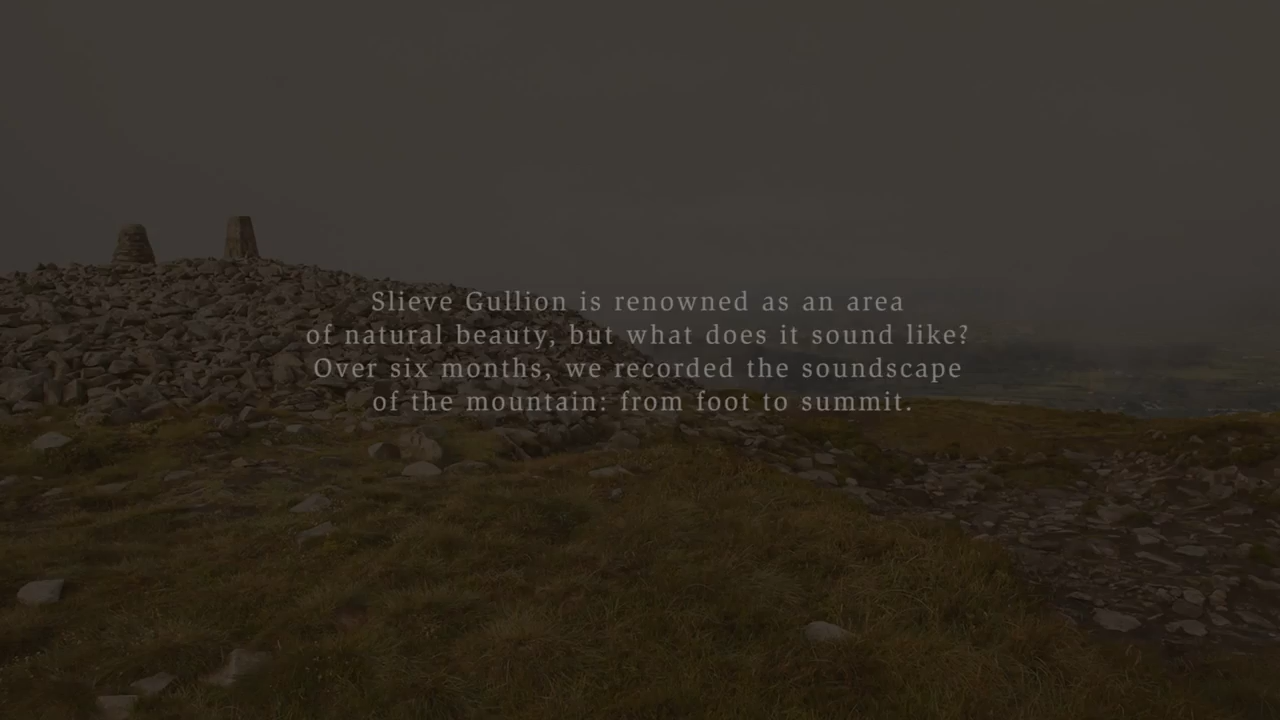 Slieve Gullion is renowned as an area
of natural beauty, but what does it sound like?
Over six months, we recorded the soundscape
of the mountain: from foot to summit.